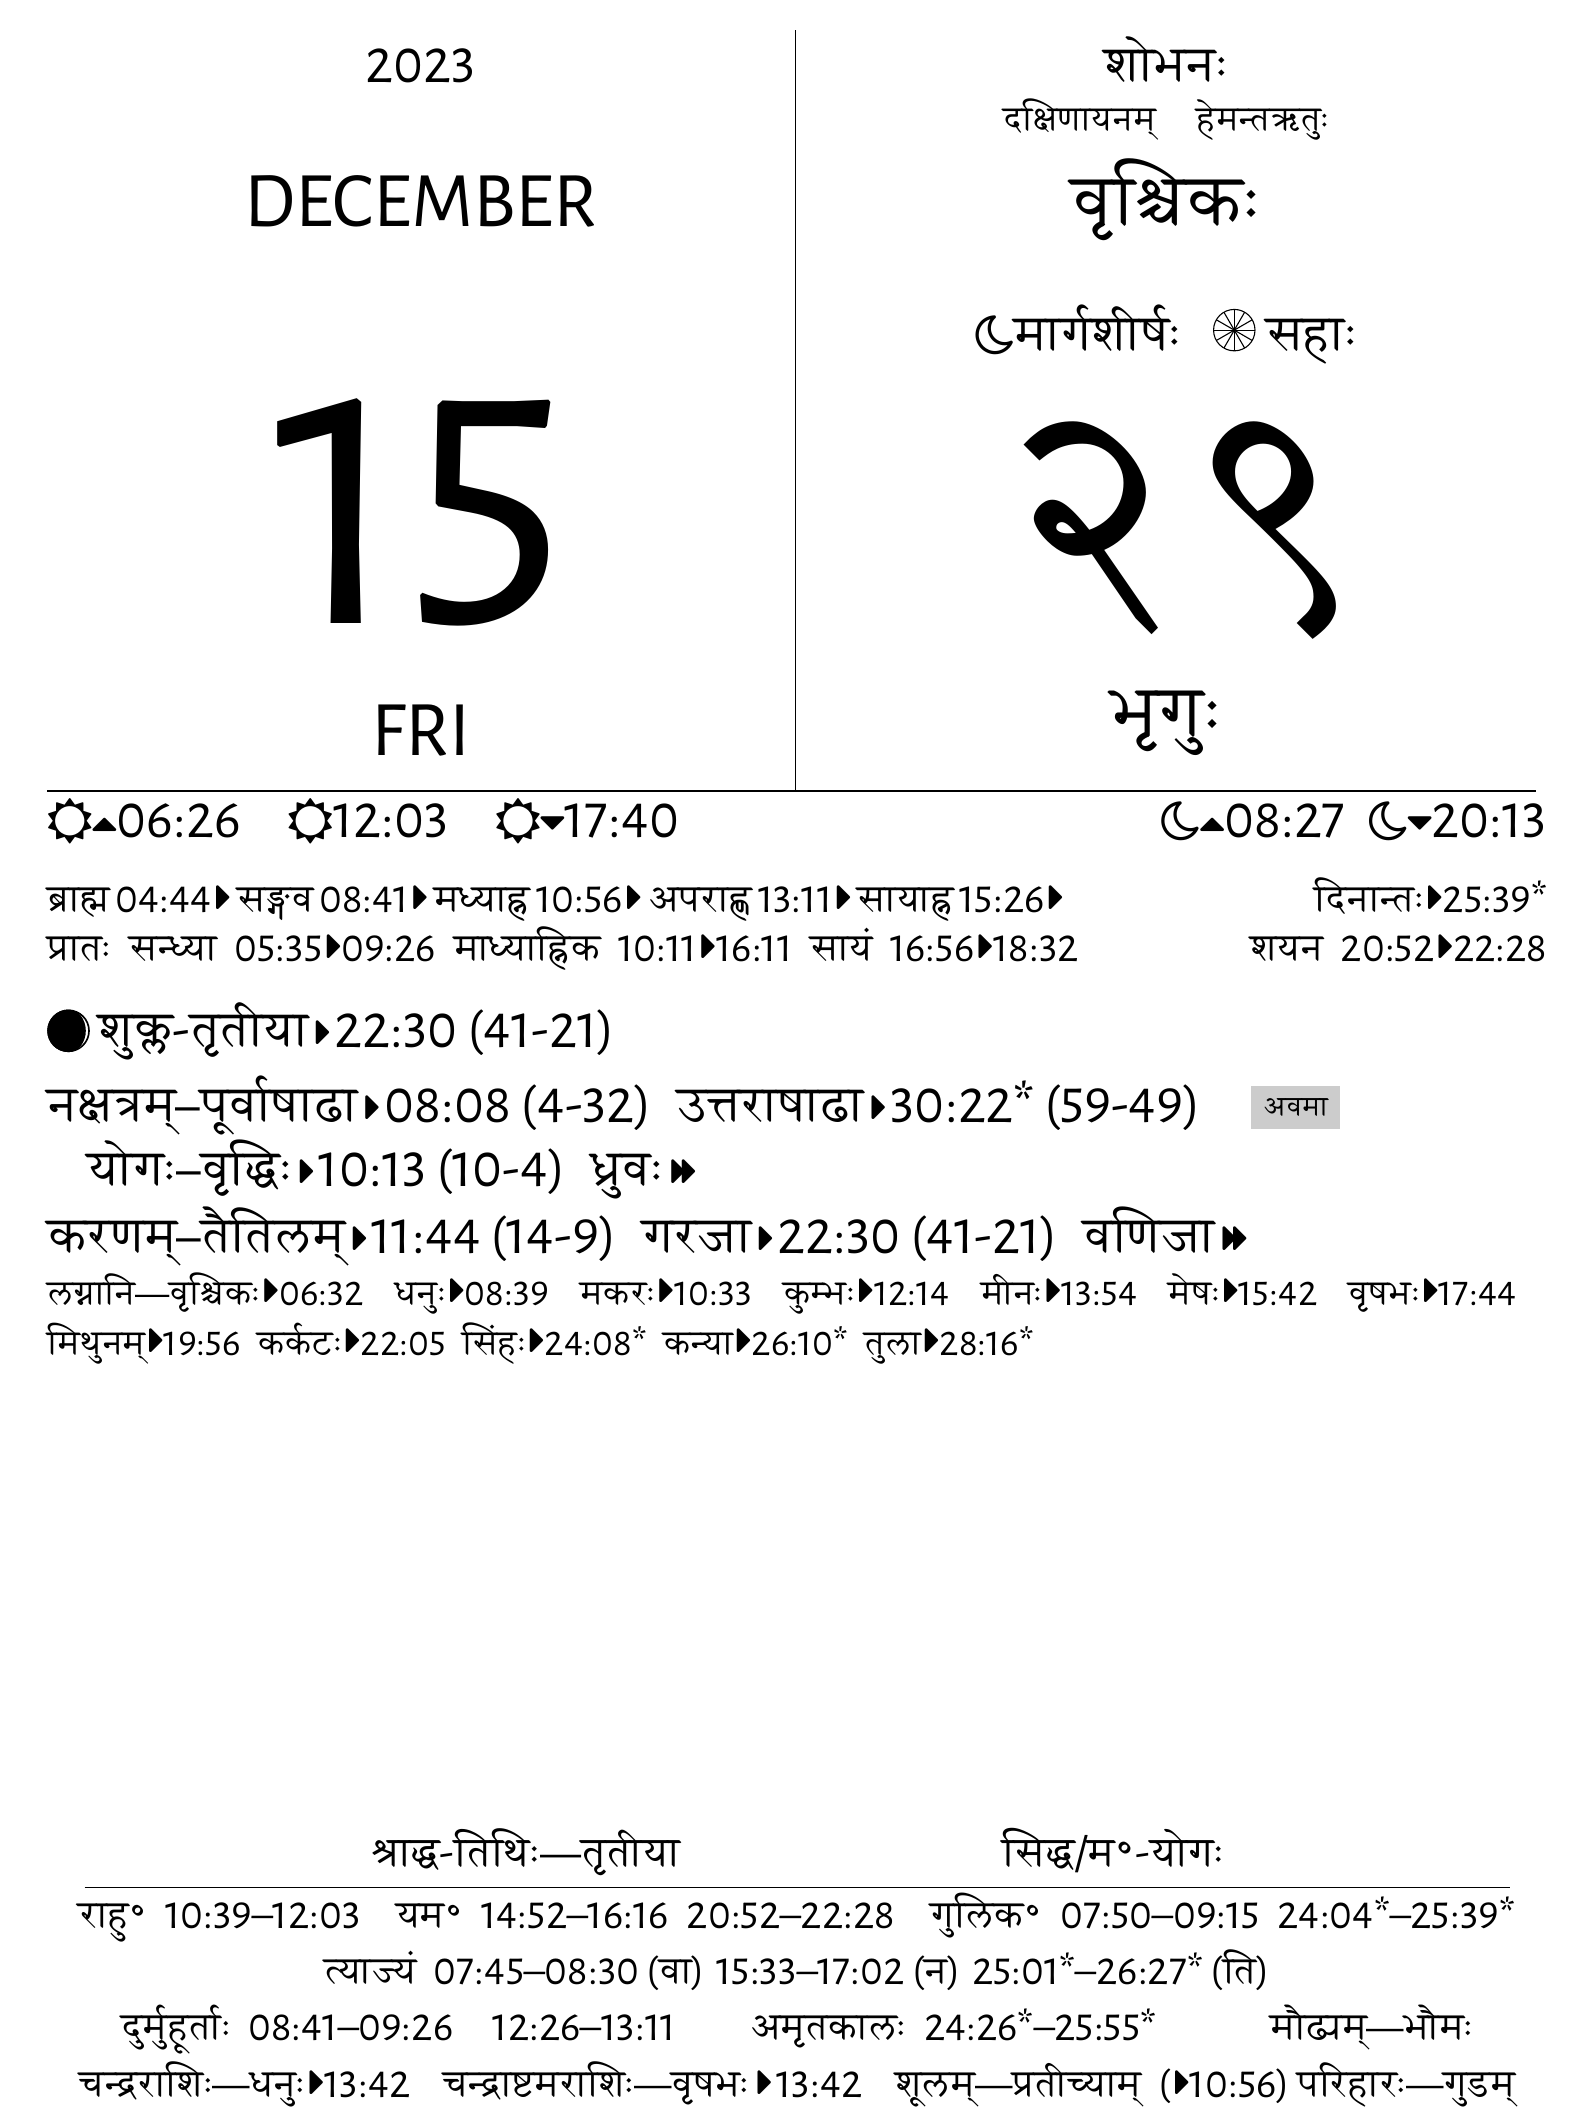 2023
DECEMBER
15
FRI
शोभनः
दक्षिणायनम् हेमन्तऋतुः
वृश्चिकः
मार्गशीर्षः सहाः
२९
भृगुः
06:26 12:03 17:40 08:27 20:13
ब्राह्म 04:44 सङ्गव 08:41 मध्याह्न 10:56 अपराह्ण 13:11 सायाह्न 15:26 दिनान्तः 25:39*
प्रातः सन्ध्या 05:35 09:26 माध्याह्निक 10:11 16:11 सायं 16:56 18:32 शयन 20:52 22:28
शुक्ल-तृतीया 22:30 (41-21)
नक्षत्रम्–पूर्वाषाढा 08:08 (4-32) उत्तराषाढा 30:22* (59-49) अवमा
योगः–वृद्धिः 10:13 (10-4) ध्रुवः
करणम्–तैतिलम् 11:44 (14-9) गरजा 22:30 (41-21) वणिजा
लग्नानि—वृश्चिकः 06:32 धनुः 08:39 मकरः 10:33 कुम्भः 12:14 मीनः 13:54 मेषः 15:42 वृषभः 17:44
मिथुनम् 19:56 कर्कटः 22:05 सिंहः 24:08* कन्या 26:10* तुला 28:16*
श्राद्ध-तिथिः—तृतीया सिद्ध/म॰-योगः
राहु॰ 10:39–12:03 यम॰ 14:52–16:16 20:52–22:28 गुलिक॰ 07:50–09:15 24:04*–25:39*
त्याज्यं 07:45–08:30 (वा) 15:33–17:02 (न) 25:01*–26:27* (ति)
दुर्मुहूर्ताः 08:41–09:26 12:26–13:11 अमृतकालः 24:26*–25:55* मौढ्यम्—भौमः
चन्द्रराशिः—धनुः 13:42 चन्द्राष्टमराशिः—वृषभः 13:42 शूलम्—प्रतीच्याम् ( 10:56) परिहारः—गुडम्